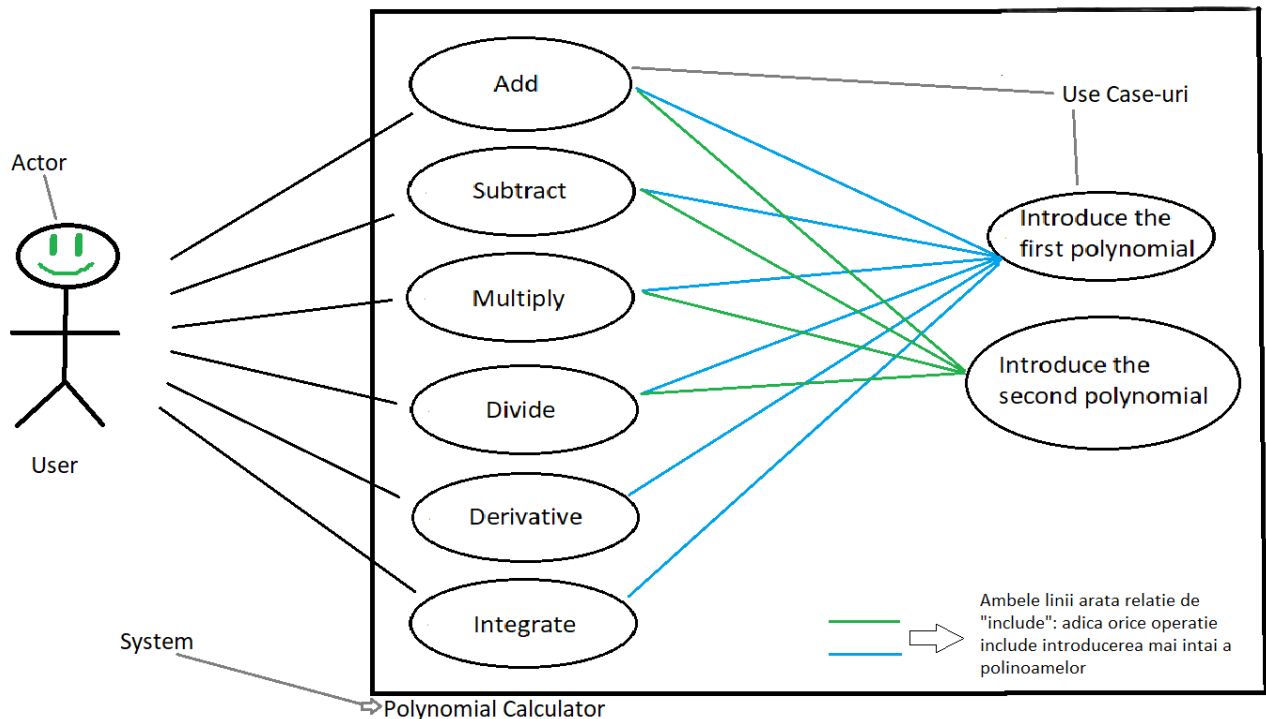 Add
Use Case-uri
Actor
Subtract
Introduce the
first polynomial
Multiply
Introduce the
second polynomial
Divide
User
Derivative
Integrate
Ambele linii arata relatie de
"include": adica orice operatie
include introducerea mai intai a
polinoamelor
System
Polynomial Calculator